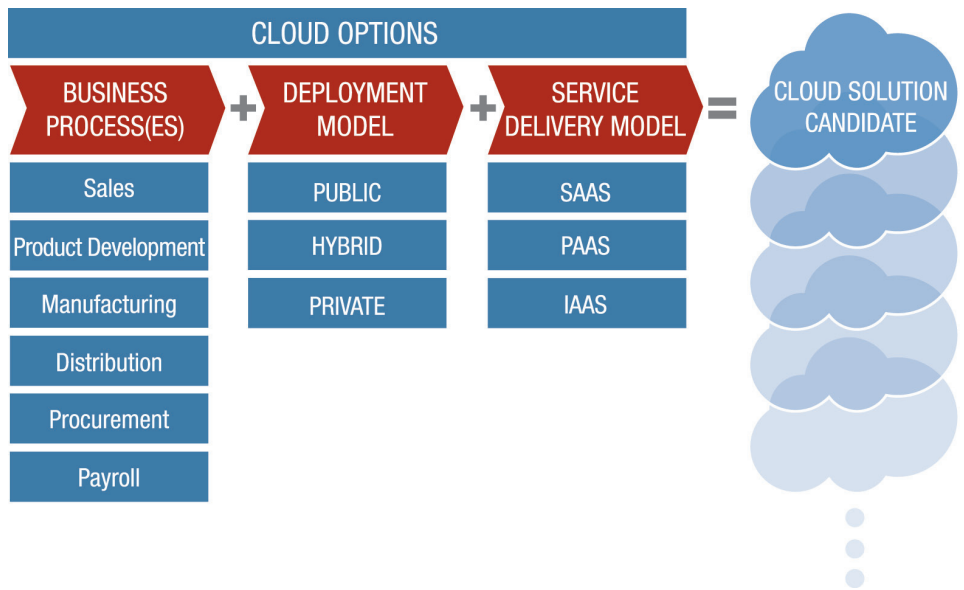 CLOUD OPTIONS
BUSINESS
PROCESS(ES)
+
DEPLOYMENT
MODEL
+
SERVICE
DELIVERY MODEL
=
CLOUD SOLUTION
CANDIDATE
Sales
Product Development
Manufacturing
Distribution
Procurement
Payroll
PUBLIC
HYBRID
PRIVATE
SAAS
PAAS
IAAS